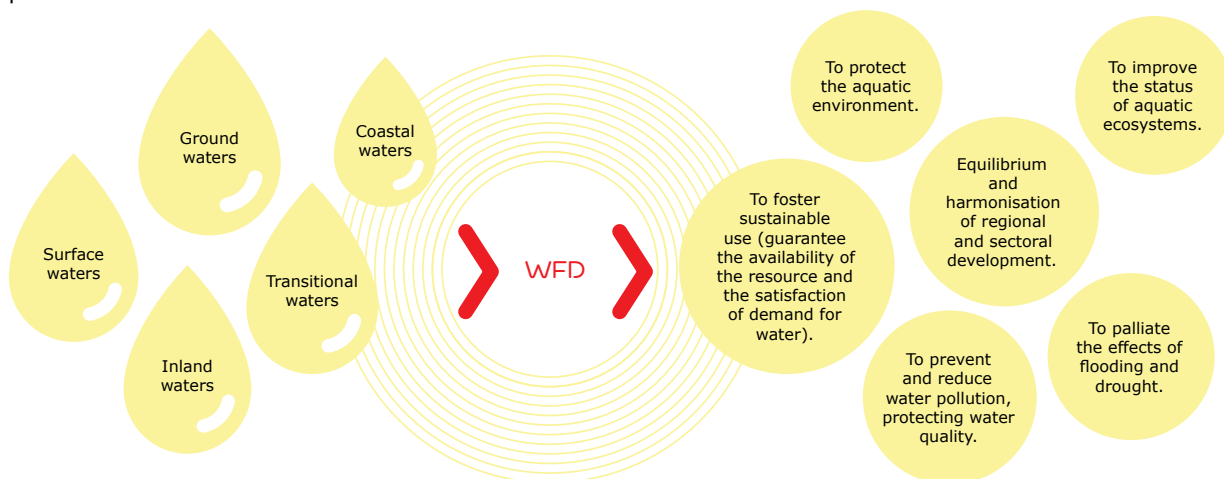 Ground
waters
Coastal
waters
Surface
waters
Transitional
waters
Inland
waters
WFD
To protect
the aquatic
environment.
To improve
the status
of aquatic
ecosystems.
Equilibrium
and
harmonisation
of regional
and sectoral
development.
To foster
sustainable
use (guarantee
the availability of
the resource and
the satisfaction
of demand for
water).
To palliate
the effects of
flooding and
drought.
To prevent
and reduce
water pollution,
protecting water
quality.